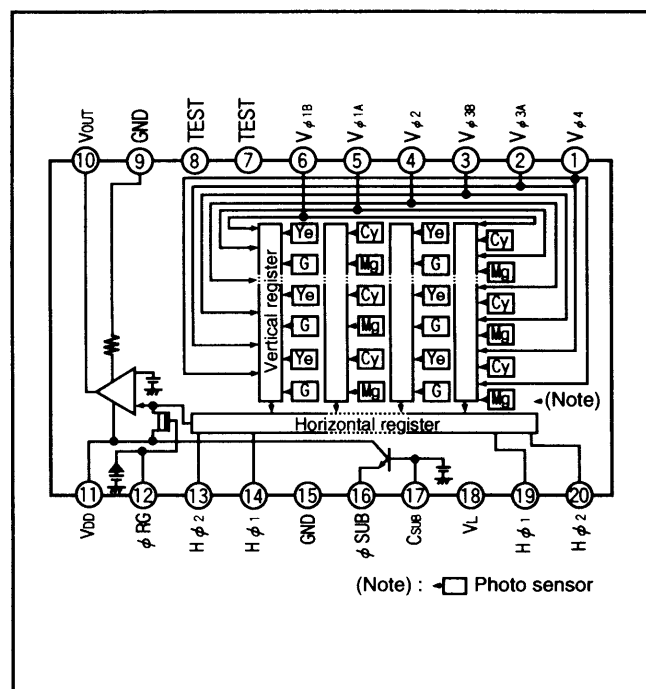 VOUT GND TEST TEST Vφ1B Vφ1A Vφ2 Vφ3B Vφ3A Vφ4
10 9 8 7 6 5 4 3 2 1
Ye Cy Ye Cy
G Mg G Mg
Ye Cy Ye Cy
G Mg G Mg
Ye Cy Ye Cy
G Mg G Mg
Vertical register
(Note)
Horizontal register
11 12 13 14 15 16 17 18 19 20
VDD φRG Hφ2 Hφ1 GND φSUB CSUB VL Hφ1 Hφ2
(Note) : Photo sensor